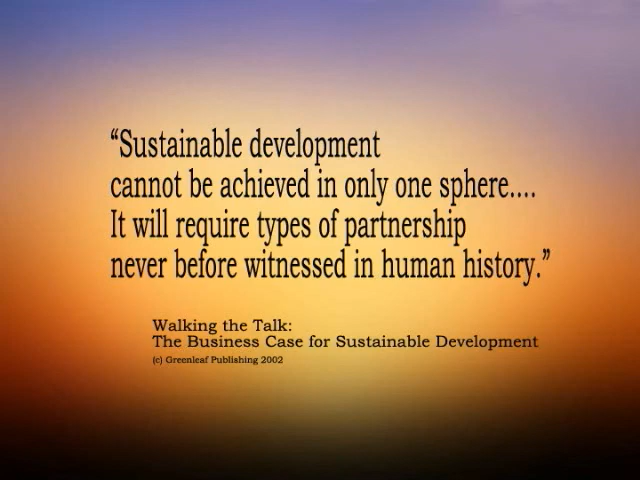 “Sustainable development
cannot be achieved in only one sphere....
It will require types of partnership
never before witnessed in human history.”
Walking the Talk:
The Business Case for Sustainable Development
(c) Greenleaf Publishing 2002